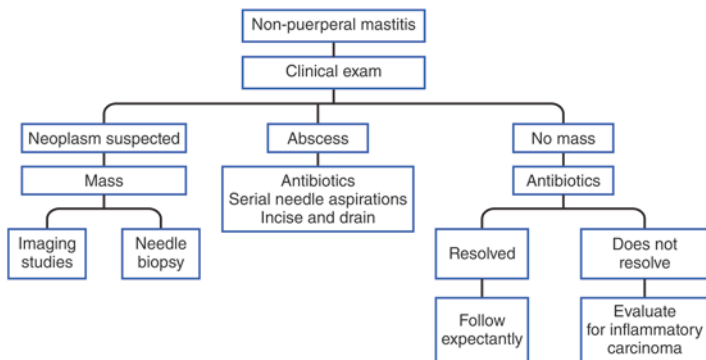 Non-puerperal mastitis
Clinical exam
Neoplasm suspected
Abscess
No mass
Mass
Antibiotics
Serial needle aspirations
Incise and drain
Antibiotics
Imaging
studies
Needle
biopsy
Resolved
Does not
resolve
Follow
expectantly
Evaluate
for inflammatory
carcinoma